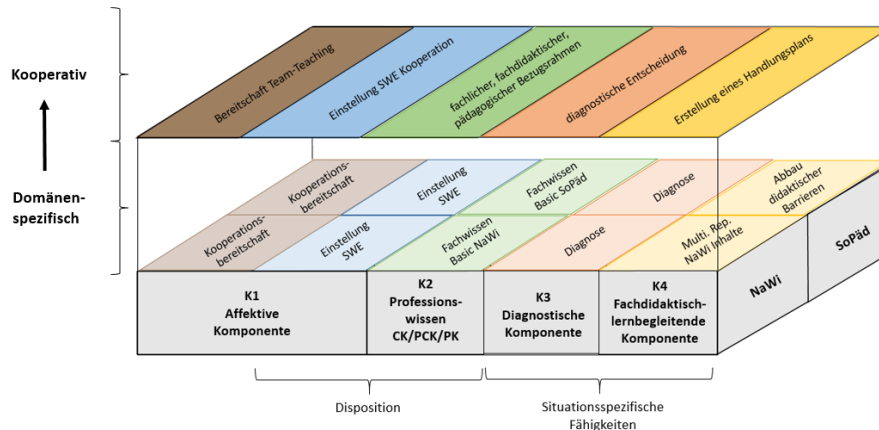 Kooperativ
Bereitschaft Team-Teaching
Einstellung SWE Kooperation
fachlicher, fachdidaktischer,
pädagogischer Bezugsrahmen
diagnostische Entscheidung
Erstellung eines Handlungsplans
Domänen-
spezifisch
Kooperations-
bereitschaft
Einstellung
SWE
Fachwissen
Basic SoPäd
Diagnose
Abbau
didaktischer
Barrieren
Kooperations-
bereitschaft
Einstellung
SWE
Fachwissen
Basic NaWi
Diagnose
Multi. Rep.
NaWi Inhalte
K1
Affektive
Komponente
K2
Professions-
wissen
CK/PCK/PK
K3
Diagnostische
Komponente
K4
Fachdidaktisch-
lernbegleitende
Komponente
NaWi
SoPäd
Disposition
Situationsspezifische
Fähigkeiten